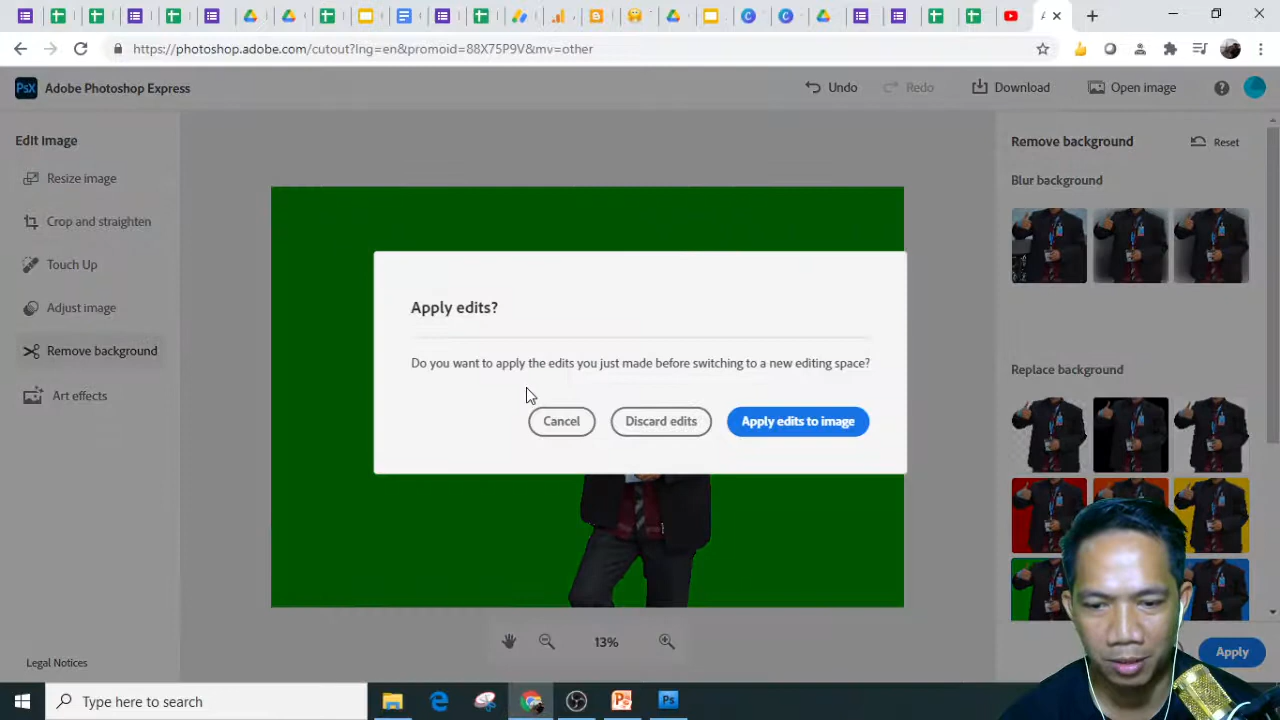 https://photoshop.adobe.com/cutout?lng=en&promoid=88X75P9V&mv=other
PsX
Adobe Photoshop Express
Undo
Redo
Download
Open image
Edit Image
Resize image
Crop and straighten
Touch Up
Adjust image
Remove background
Art effects
Legal Notices
Apply edits?
Do you want to apply the edits you just made before switching to a new editing space?
Cancel
Discard edits
Apply edits to image
13%
Remove background
Reset
Blur background
Replace background
Apply
Type here to search